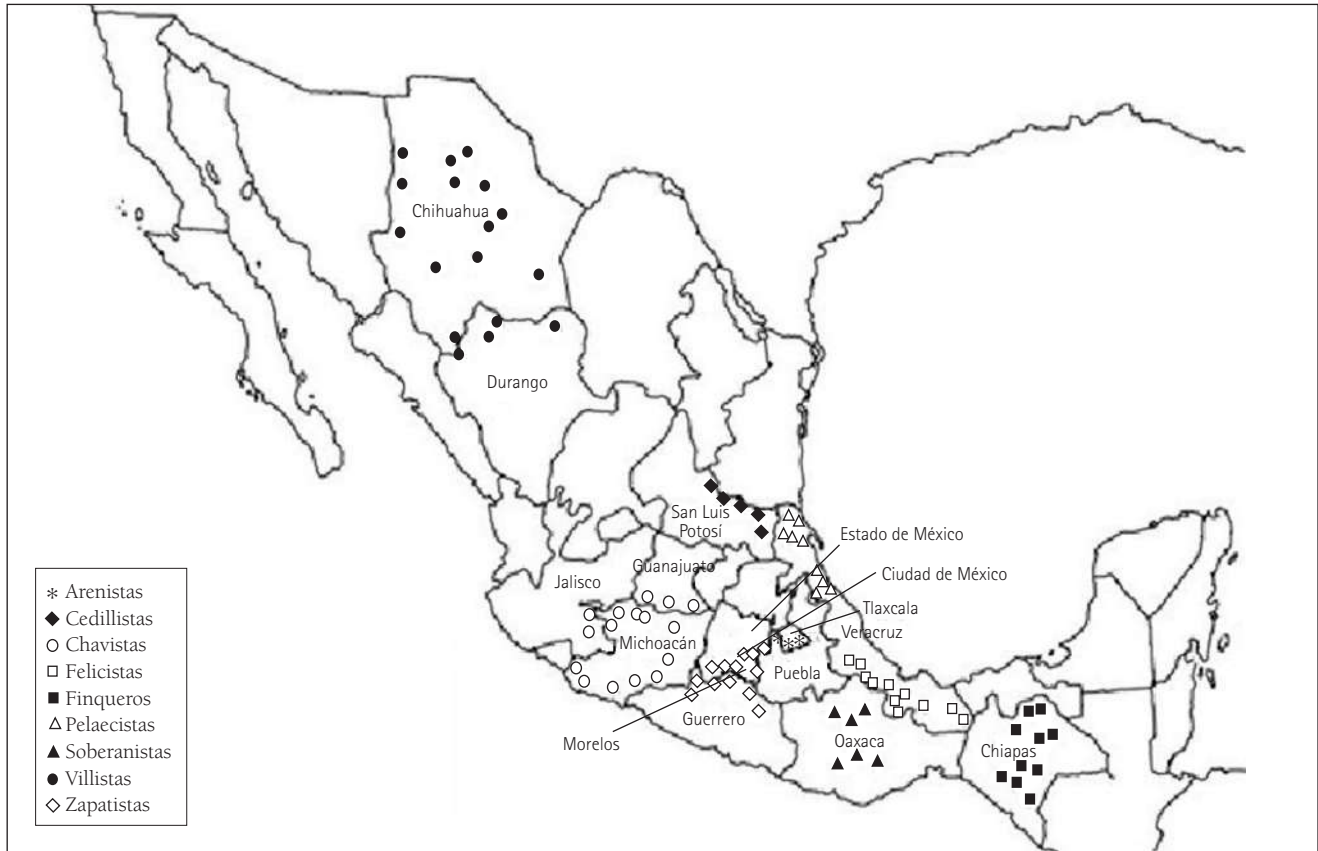 Chihuahua
Durango
San Luis
Potosí
Estado de México
Guanajuato
Ciudad de México
Jalisco
Tlaxcala
Michoacán
Veracruz
Puebla
Guerrero
Morelos
Oaxaca
Chiapas
Arenistas
Cedillistas
Chavistas
Felicistas
Finqueros
Pelaecistas
Soberanistas
Villistas
Zapatistas